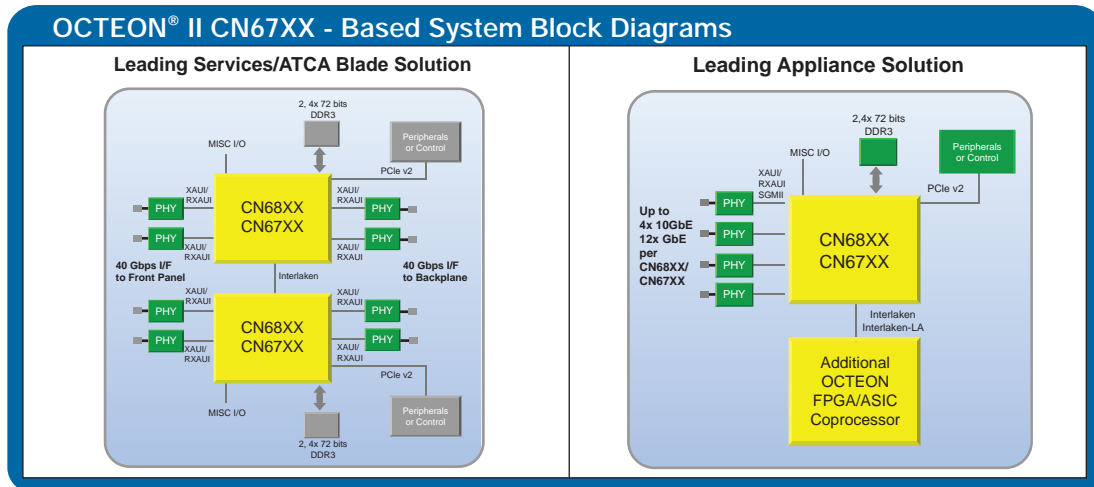 OCTEON® II CN67XX - Based System Block Diagrams
Leading Services/ATCA Blade Solution
2, 4x 72 bits
DDR3
Peripherals
or Control
MISC I/O
PCIe v2
XAUI/
RXAUI
XAUI/
RXAUI
PHY
PHY
CN68XX
CN67XX
PHY
PHY
XAUI/
RXAUI
XAUI/
RXAUI
40 Gbps I/F
to Front Panel
Interlaken
40 Gbps I/F
to Backplane
XAUI/
RXAUI
XAUI/
RXAUI
PHY
PHY
CN68XX
CN67XX
PHY
PHY
XAUI/
RXAUI
XAUI/
RXAUI
PCIe v2
MISC I/O
Peripherals
or Control
2, 4x 72 bits
DDR3
Leading Appliance Solution
2,4x 72 bits
DDR3
Peripherals
or Control
MISC I/O
XAUI/
RXAUI
SGMII
PCIe v2
Up to
4x 10GbE
12x GbE
per
CN68XX/
CN67XX
PHY
PHY
PHY
PHY
CN68XX
CN67XX
Interlaken
Interlaken-LA
Additional
OCTEON
FPGA/ASIC
Coprocessor